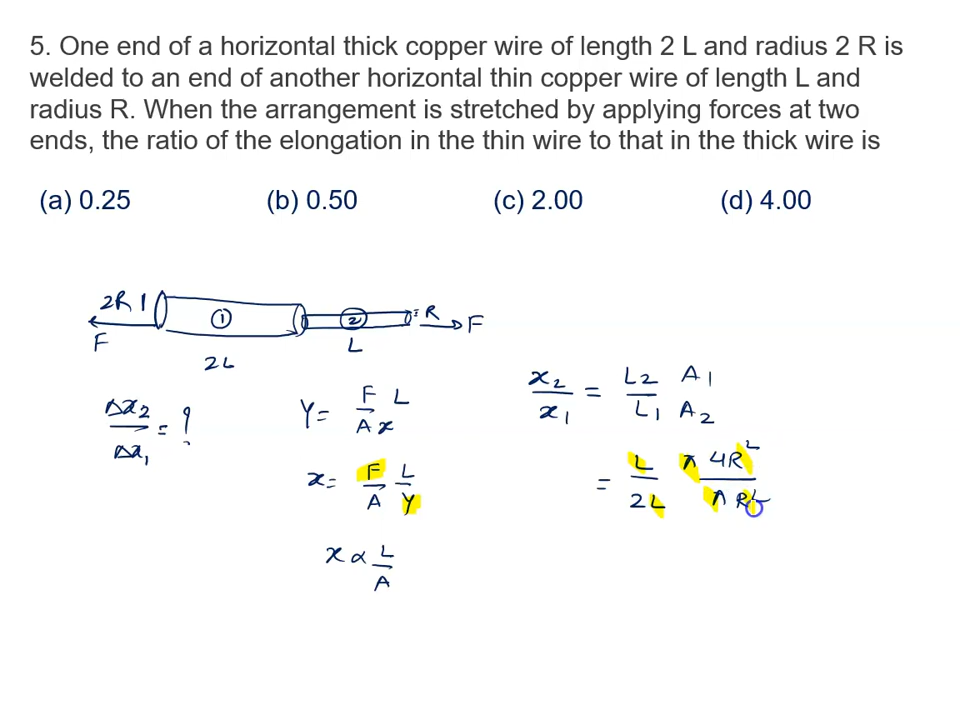 5. One end of a horizontal thick copper wire of length 2 L and radius 2 R is
welded to an end of another horizontal thin copper wire of length L and
radius R. When the arrangement is stretched by applying forces at two
ends, the ratio of the elongation in the thin wire to that in the thick wire is
(a) 0.25 (b) 0.50 (c) 2.00 (d) 4.00
2R
① ② R
F F
2L L
Δx₂/Δx₁ = ?
Y = F/A L/x
x = F/A L/Y
x ∝ L/A
x₂/x₁ = L₂/L₁ A₁/A₂
= L/2L π4R²/πR²